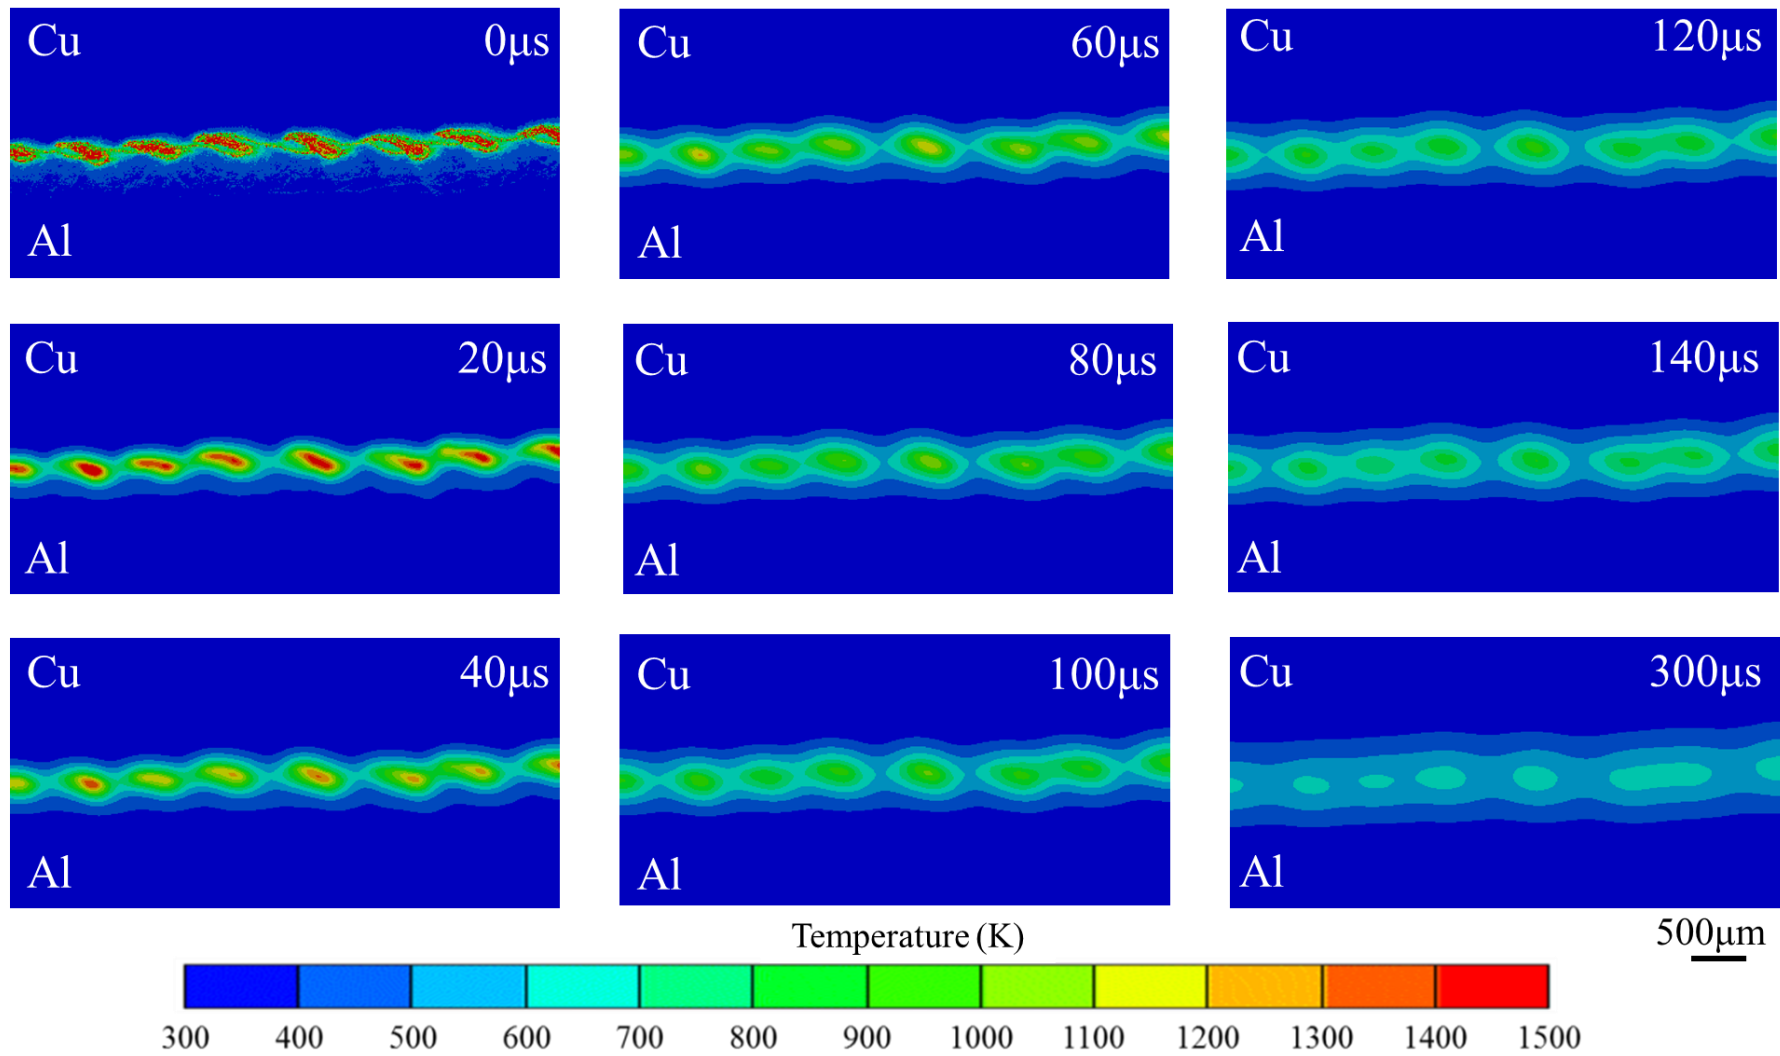 Cu 0μs
Al
Cu 60μs
Al
Cu 120μs
Al
Cu 20μs
Al
Cu 80μs
Al
Cu 140μs
Al
Cu 40μs
Al
Cu 100μs
Al
Cu 300μs
Al
Temperature (K)
500μm
300 400 500 600 700 800 900 1000 1100 1200 1300 1400 1500